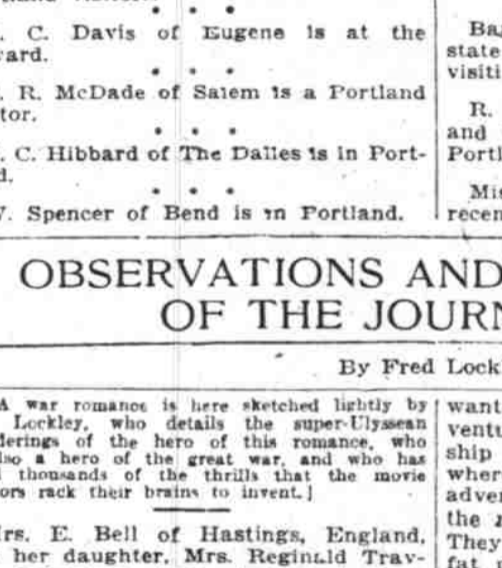 . C. Davis of Eugene is at the
ard.
. R. McDade of Salem is a Portland
tor.
. C. Hibbard of The Dalles is in Port-
d.
. Spencer of Bend is in Portland.
OBSERVATIONS AND
OF THE JOURN
By Fred Lock
A war romance is here sketched lightly by
Lockley, who details the super-Ulyssean
derings of the hero of this romance, who
lso a hero of the great war, and who has
thousands of the thrills that the movie
ors rack their brains to invent.]
rs. E. Bell of Hastings, England,
her daughter, Mrs. Reginald Trav-
Ba
state
visiti
R.
and
Portl
Mis
recen
want
ventu
ship
wher
adve
the
They
fat